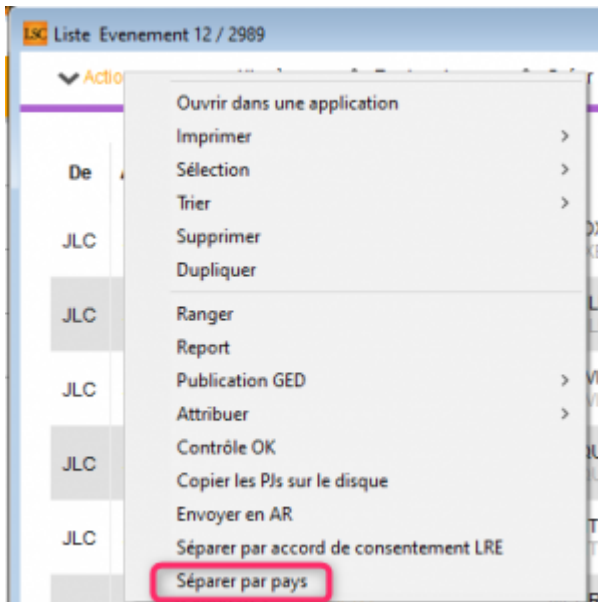 LSC Liste Evenement 12 / 2989
Actio
Ouvrir dans une application
Imprimer
De
Sélection
Trier
JLC
Supprimer
Dupliquer
JLC
Ranger
Report
JLC
Publication GED
Attribuer
Contrôle OK
JLC
Copier les PJs sur le disque
Envoyer en AR
JLC
Séparer par accord de consentement LRE
Séparer par pays